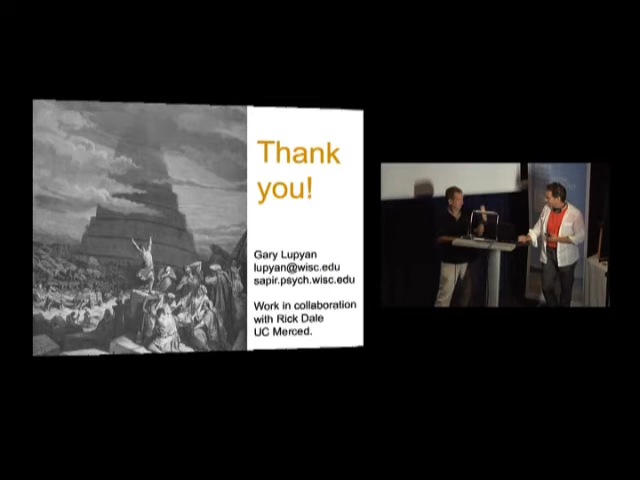 Thank
you!
Gary Lupyan
lupyan@wisc.edu
sapir.psych.wisc.edu
Work in collaboration
with Rick Dale
UC Merced.